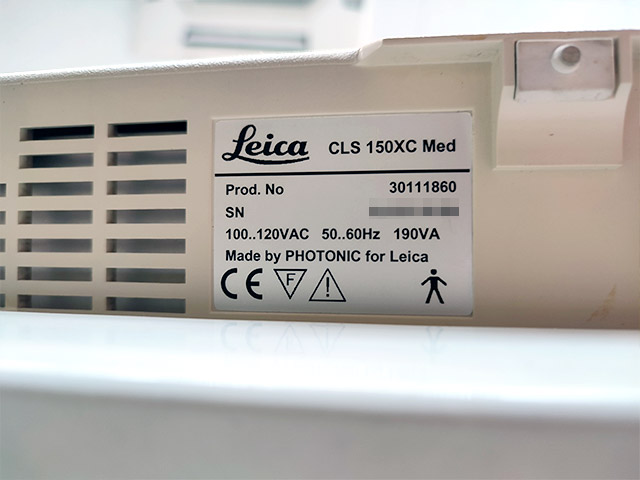 Leica CLS 150XC Med
Prod. No 30111860
SN
100..120VAC 50..60Hz 190VA
Made by PHOTONIC for Leica
CE F !